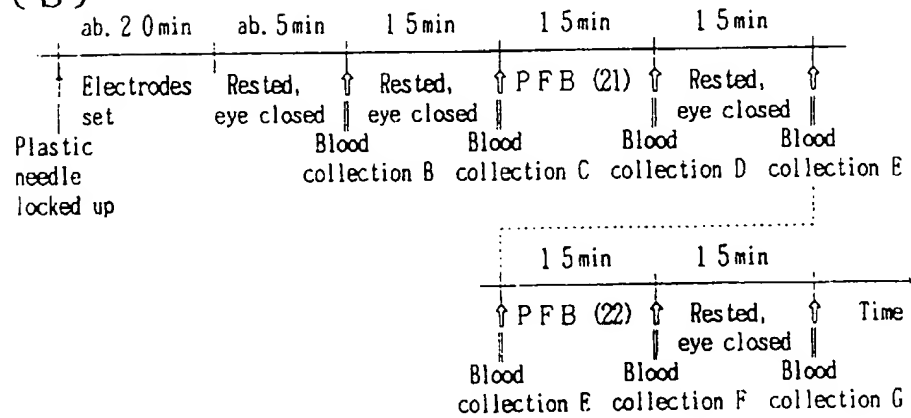 (B)
ab. 20min ab. 5min 15min 15min 15min
Electrodes Rested, Rested, PFB (21) Rested,
set eye closed eye closed eye closed
Plastic Blood Blood Blood Blood
needle collection B collection C collection D collection E
locked up
15min 15min
PFB (22) Rested, Time
eye closed
Blood Blood Blood
collection E collection F collection G